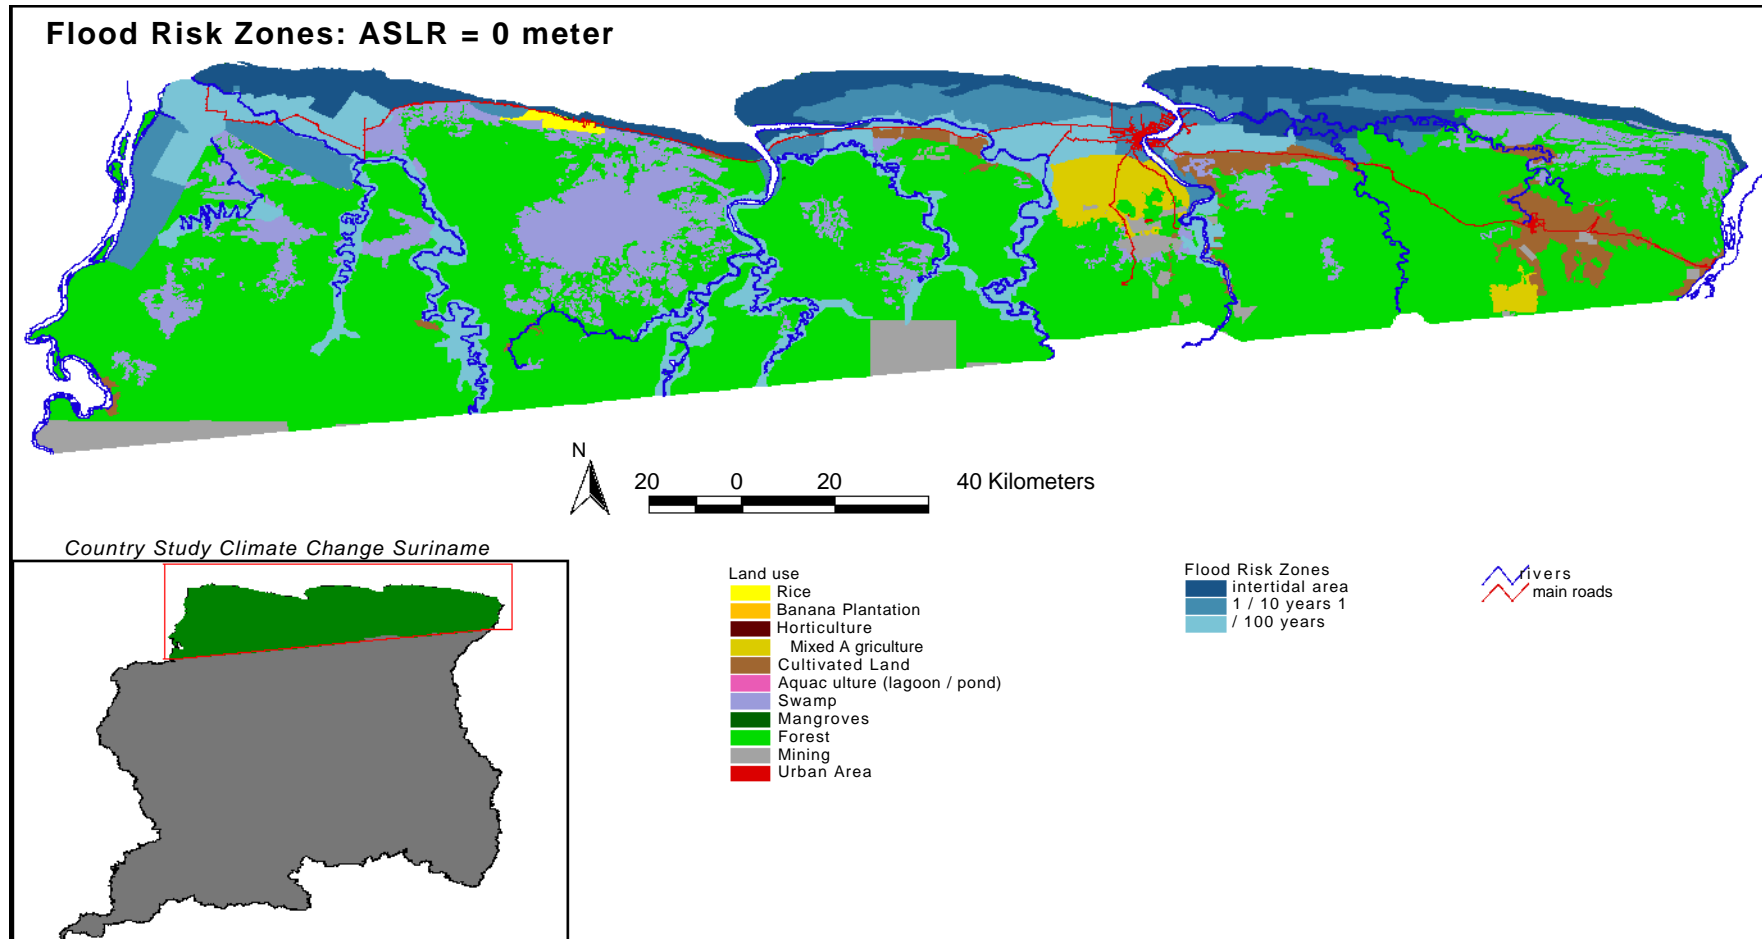 Flood Risk Zones: ASLR = 0 meter
N
20 0 20 40 Kilometers
Country Study Climate Change Suriname
Land use
Rice
Banana Plantation
Horticulture
Mixed A griculture
Cultivated Land
Aquac ulture (lagoon / pond)
Swamp
Mangroves
Forest
Mining
Urban Area
Flood Risk Zones
intertidal area
1 / 10 years 1
/ 100 years
rivers
main roads